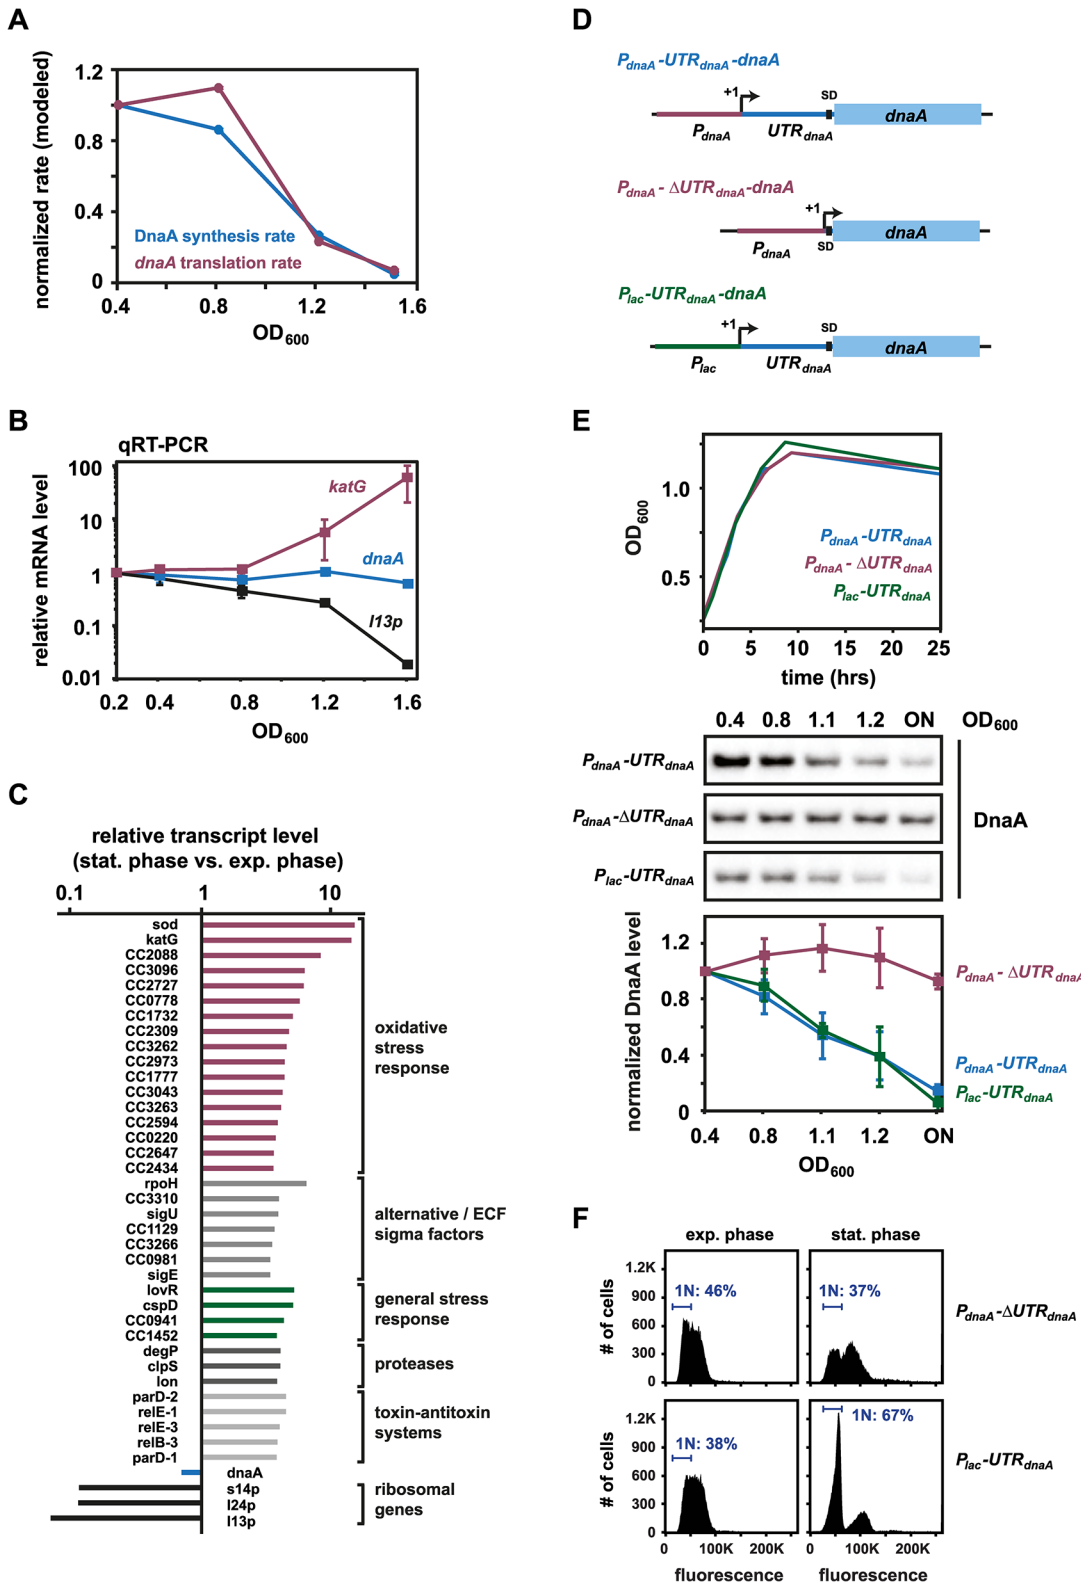 A
normalized rate (modeled)
1.2
0.8
0.4
0
DnaA synthesis rate
dnaA translation rate
0.4 0.8 1.2 1.6
OD600
B
qRT-PCR
relative mRNA level
100
10
1
0.1
0.01
katG
dnaA
l13p
0.2 0.4 0.8 1.2 1.6
OD600
C
relative transcript level
(stat. phase vs. exp. phase)
0.1 1 10
sod
katG
CC2088
CC3096
CC2727
CC0778
CC1732
CC2309
CC3262
CC2973
CC1777
CC3043
CC3263
CC2594
CC0220
CC2647
CC2434
oxidative
stress
response
rpoH
CC3310
sigU
CC1129
CC3266
CC0981
sigE
alternative / ECF
sigma factors
lovR
cspD
CC0941
CC1452
general stress
response
degP
clpS
lon
proteases
parD-2
relE-1
relE-3
relB-3
parD-1
toxin-antitoxin
systems
dnaA
s14p
l24p
l13p
ribosomal
genes
D
PdnaA-UTRdnaA-dnaA
+1
SD
dnaA
PdnaA UTRdnaA
PdnaA- ΔUTRdnaA-dnaA
+1
dnaA
PdnaA SD
Plac-UTRdnaA-dnaA
+1
SD
dnaA
Plac UTRdnaA
E
OD600
1.0
0.5
PdnaA-UTRdnaA
PdnaA- ΔUTRdnaA
Plac-UTRdnaA
0 5 10 15 20 25
time (hrs)
0.4 0.8 1.1 1.2 ON OD600
PdnaA-UTRdnaA
PdnaA-ΔUTRdnaA
Plac-UTRdnaA
DnaA
normalized DnaA level
1.2
0.8
0.4
0
PdnaA- ΔUTRdnaA
PdnaA-UTRdnaA
Plac-UTRdnaA
0.4 0.8 1.1 1.2 ON
OD600
F
exp. phase stat. phase
# of cells
1.2K
900
600
300
0
1N: 46%
1N: 37%
PdnaA-ΔUTRdnaA
# of cells
1.2K
900
600
300
0
1N: 38%
1N: 67%
Plac-UTRdnaA
0 100K 200K 0 100K 200K
fluorescence fluorescence